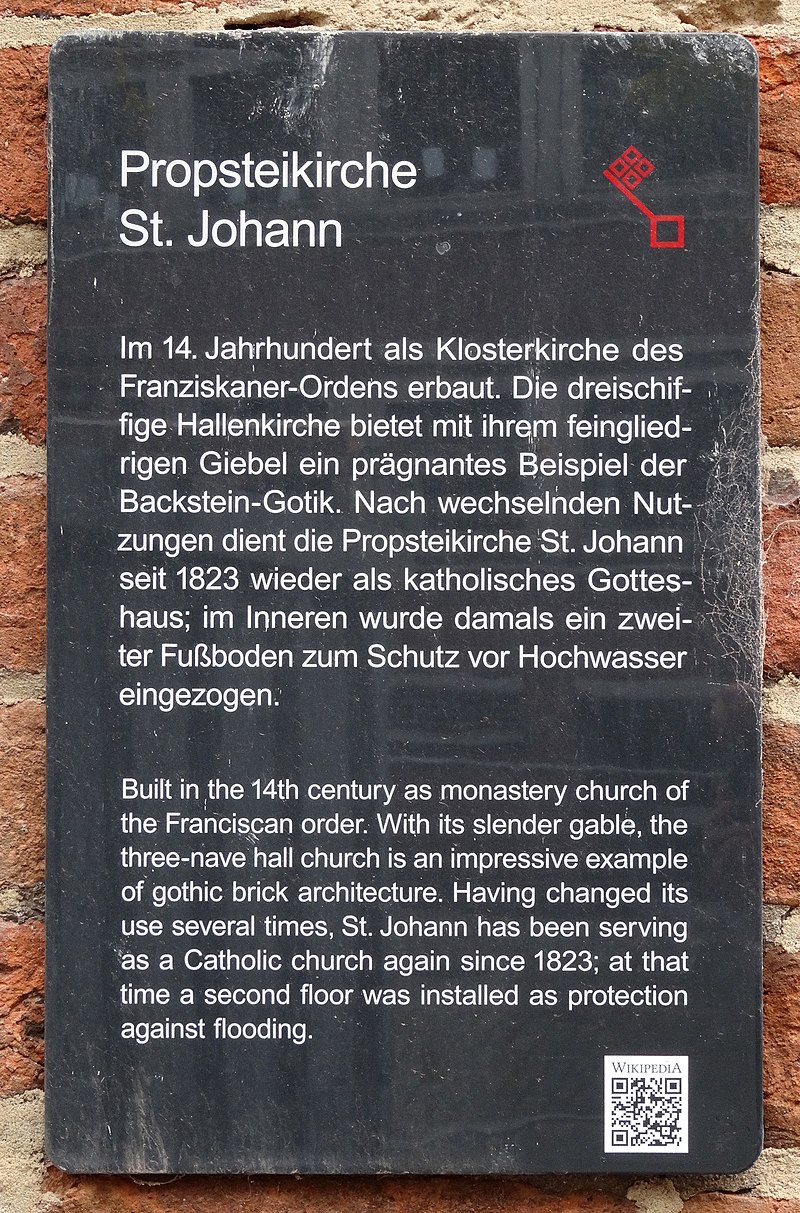 Propsteikirche
St. Johann
Im 14. Jahrhundert als Klosterkirche des
Franziskaner-Ordens erbaut. Die dreischif-
fige Hallenkirche bietet mit ihrem feinglied-
rigen Giebel ein prägnantes Beispiel der
Backstein-Gotik. Nach wechselnden Nut-
zungen dient die Propsteikirche St. Johann
seit 1823 wieder als katholisches Gottes-
haus; im Inneren wurde damals ein zwei-
ter Fußboden zum Schutz vor Hochwasser
eingezogen.
Built in the 14th century as monastery church of
the Franciscan order. With its slender gable, the
three-nave hall church is an impressive example
of gothic brick architecture. Having changed its
use several times, St. Johann has been serving
as a Catholic church again since 1823; at that
time a second floor was installed as protection
against flooding.
WIKIPEDIA